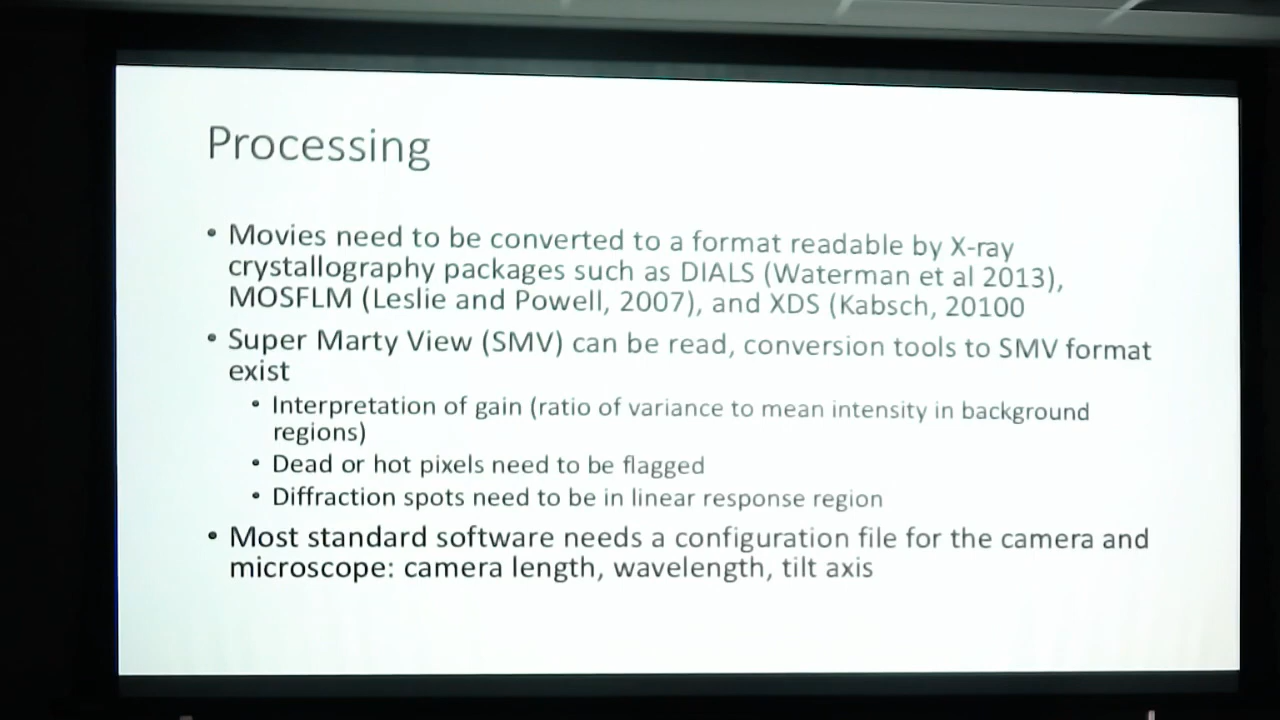 Processing
• Movies need to be converted to a format readable by X-ray
crystallography packages such as DIALS (Waterman et al 2013),
MOSFLM (Leslie and Powell, 2007), and XDS (Kabsch, 20100
• Super Marty View (SMV) can be read, conversion tools to SMV format
exist
• Interpretation of gain (ratio of variance to mean intensity in background
regions)
• Dead or hot pixels need to be flagged
• Diffraction spots need to be in linear response region
• Most standard software needs a configuration file for the camera and
microscope: camera length, wavelength, tilt axis